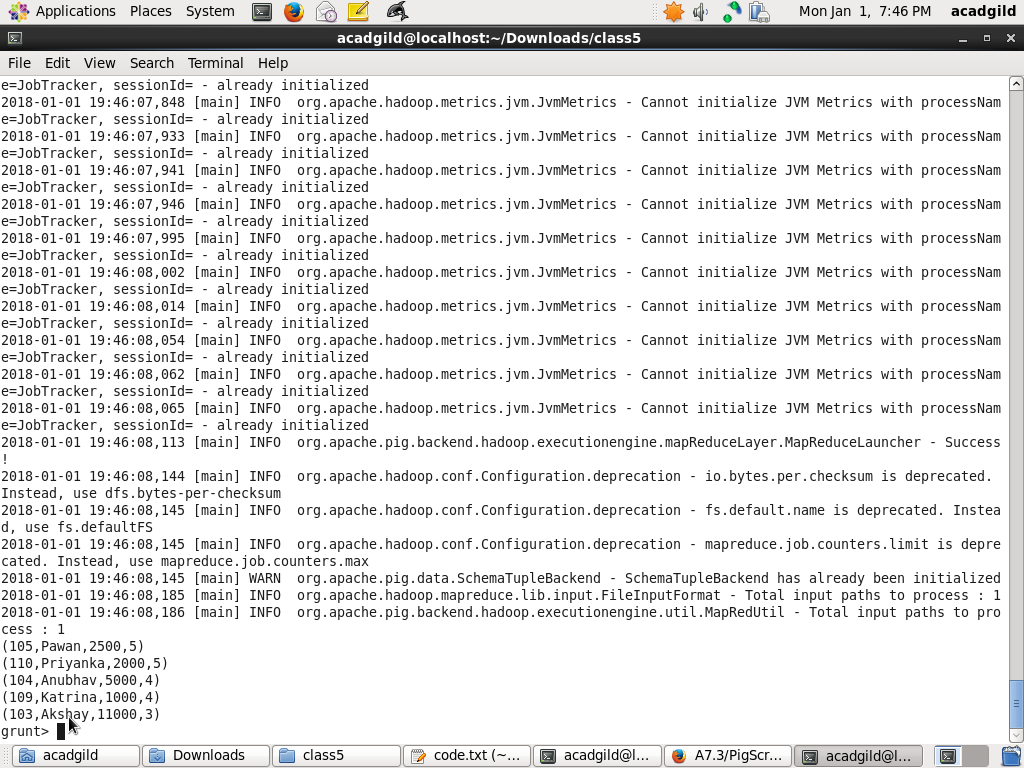 Applications Places System Mon Jan 1, 7:46 PM acadgild
acadgild@localhost:~/Downloads/class5
File Edit View Search Terminal Help
e=JobTracker, sessionId= - already initialized
2018-01-01 19:46:07,848 [main] INFO  org.apache.hadoop.metrics.jvm.JvmMetrics - Cannot initialize JVM Metrics with processNam
e=JobTracker, sessionId= - already initialized
2018-01-01 19:46:07,933 [main] INFO  org.apache.hadoop.metrics.jvm.JvmMetrics - Cannot initialize JVM Metrics with processNam
e=JobTracker, sessionId= - already initialized
2018-01-01 19:46:07,941 [main] INFO  org.apache.hadoop.metrics.jvm.JvmMetrics - Cannot initialize JVM Metrics with processNam
e=JobTracker, sessionId= - already initialized
2018-01-01 19:46:07,946 [main] INFO  org.apache.hadoop.metrics.jvm.JvmMetrics - Cannot initialize JVM Metrics with processNam
e=JobTracker, sessionId= - already initialized
2018-01-01 19:46:07,995 [main] INFO  org.apache.hadoop.metrics.jvm.JvmMetrics - Cannot initialize JVM Metrics with processNam
e=JobTracker, sessionId= - already initialized
2018-01-01 19:46:08,002 [main] INFO  org.apache.hadoop.metrics.jvm.JvmMetrics - Cannot initialize JVM Metrics with processNam
e=JobTracker, sessionId= - already initialized
2018-01-01 19:46:08,014 [main] INFO  org.apache.hadoop.metrics.jvm.JvmMetrics - Cannot initialize JVM Metrics with processNam
e=JobTracker, sessionId= - already initialized
2018-01-01 19:46:08,054 [main] INFO  org.apache.hadoop.metrics.jvm.JvmMetrics - Cannot initialize JVM Metrics with processNam
e=JobTracker, sessionId= - already initialized
2018-01-01 19:46:08,062 [main] INFO  org.apache.hadoop.metrics.jvm.JvmMetrics - Cannot initialize JVM Metrics with processNam
e=JobTracker, sessionId= - already initialized
2018-01-01 19:46:08,065 [main] INFO  org.apache.hadoop.metrics.jvm.JvmMetrics - Cannot initialize JVM Metrics with processNam
e=JobTracker, sessionId= - already initialized
2018-01-01 19:46:08,113 [main] INFO  org.apache.pig.backend.hadoop.executionengine.mapReduceLayer.MapReduceLauncher - Success
!
2018-01-01 19:46:08,144 [main] INFO  org.apache.hadoop.conf.Configuration.deprecation - io.bytes.per.checksum is deprecated.
Instead, use dfs.bytes-per-checksum
2018-01-01 19:46:08,145 [main] INFO  org.apache.hadoop.conf.Configuration.deprecation - fs.default.name is deprecated. Instea
d, use fs.defaultFS
2018-01-01 19:46:08,145 [main] INFO  org.apache.hadoop.conf.Configuration.deprecation - mapreduce.job.counters.limit is depre
cated. Instead, use mapreduce.job.counters.max
2018-01-01 19:46:08,145 [main] WARN  org.apache.pig.data.SchemaTupleBackend - SchemaTupleBackend has already been initialized
2018-01-01 19:46:08,185 [main] INFO  org.apache.hadoop.mapreduce.lib.input.FileInputFormat - Total input paths to process : 1
2018-01-01 19:46:08,186 [main] INFO  org.apache.pig.backend.hadoop.executionengine.util.MapRedUtil - Total input paths to pro
cess : 1
(105,Pawan,2500,5)
(110,Priyanka,2000,5)
(104,Anubhav,5000,4)
(109,Katrina,1000,4)
(103,Akshay,11000,3)
grunt>
acadgild Downloads class5 code.txt (~... acadgild@l... A7.3/PigScr... acadgild@l...